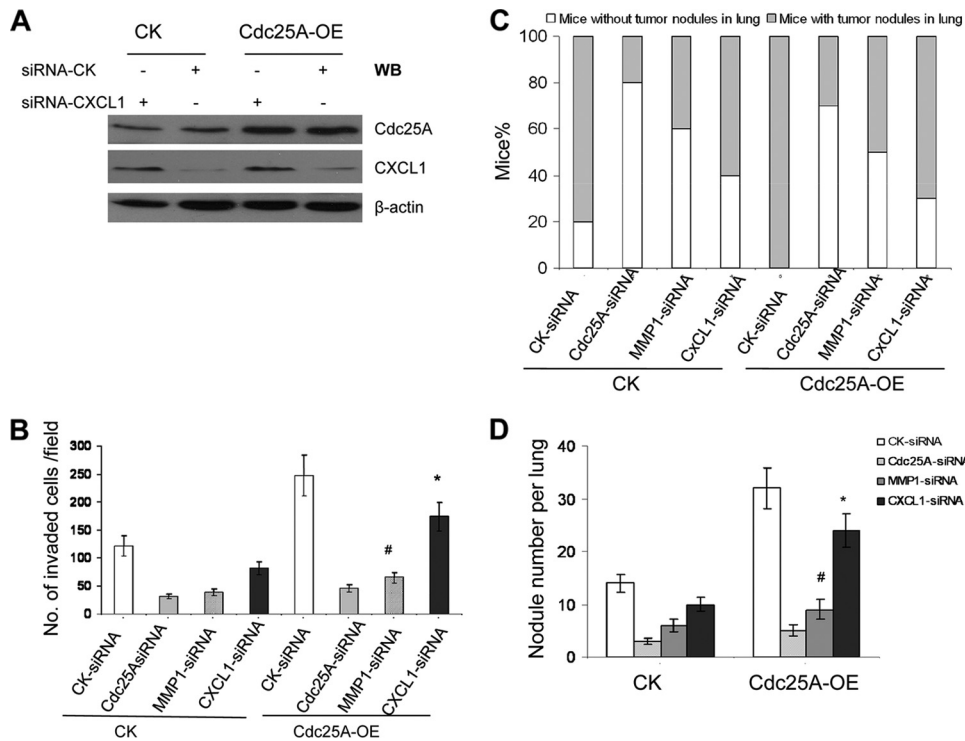 A
CK Cdc25A-OE
siRNA-CK - + - + WB
siRNA-CXCL1 + - + -
Cdc25A
CXCL1
β-actin
B
No. of invaded cells /field
300
250
200
150
100
50
0
# *
CK-siRNA
Cdc25AsiRNA
MMP1-siRNA
CXCL1-siRNA
CK-siRNA
Cdc25A-siRNA
MMP1-siRNA
CXCL1-siRNA
CK Cdc25A-OE
C
Mice without tumor nodules in lung Mice with tumor nodules in lung
Mice%
100
80
60
40
20
0
CK-siRNA
Cdc25A-siRNA
MMP1-siRNA
CxCL1-siRNA
CK-siRNA
Cdc25A-siRNA
MMP1-siRNA
CxCL1-siRNA
CK Cdc25A-OE
D
Nodule number per lung
40
30
20
10
0
# *
CK Cdc25A-OE
CK-siRNA
Cdc25A-siRNA
MMP1-siRNA
CXCL1-siRNA